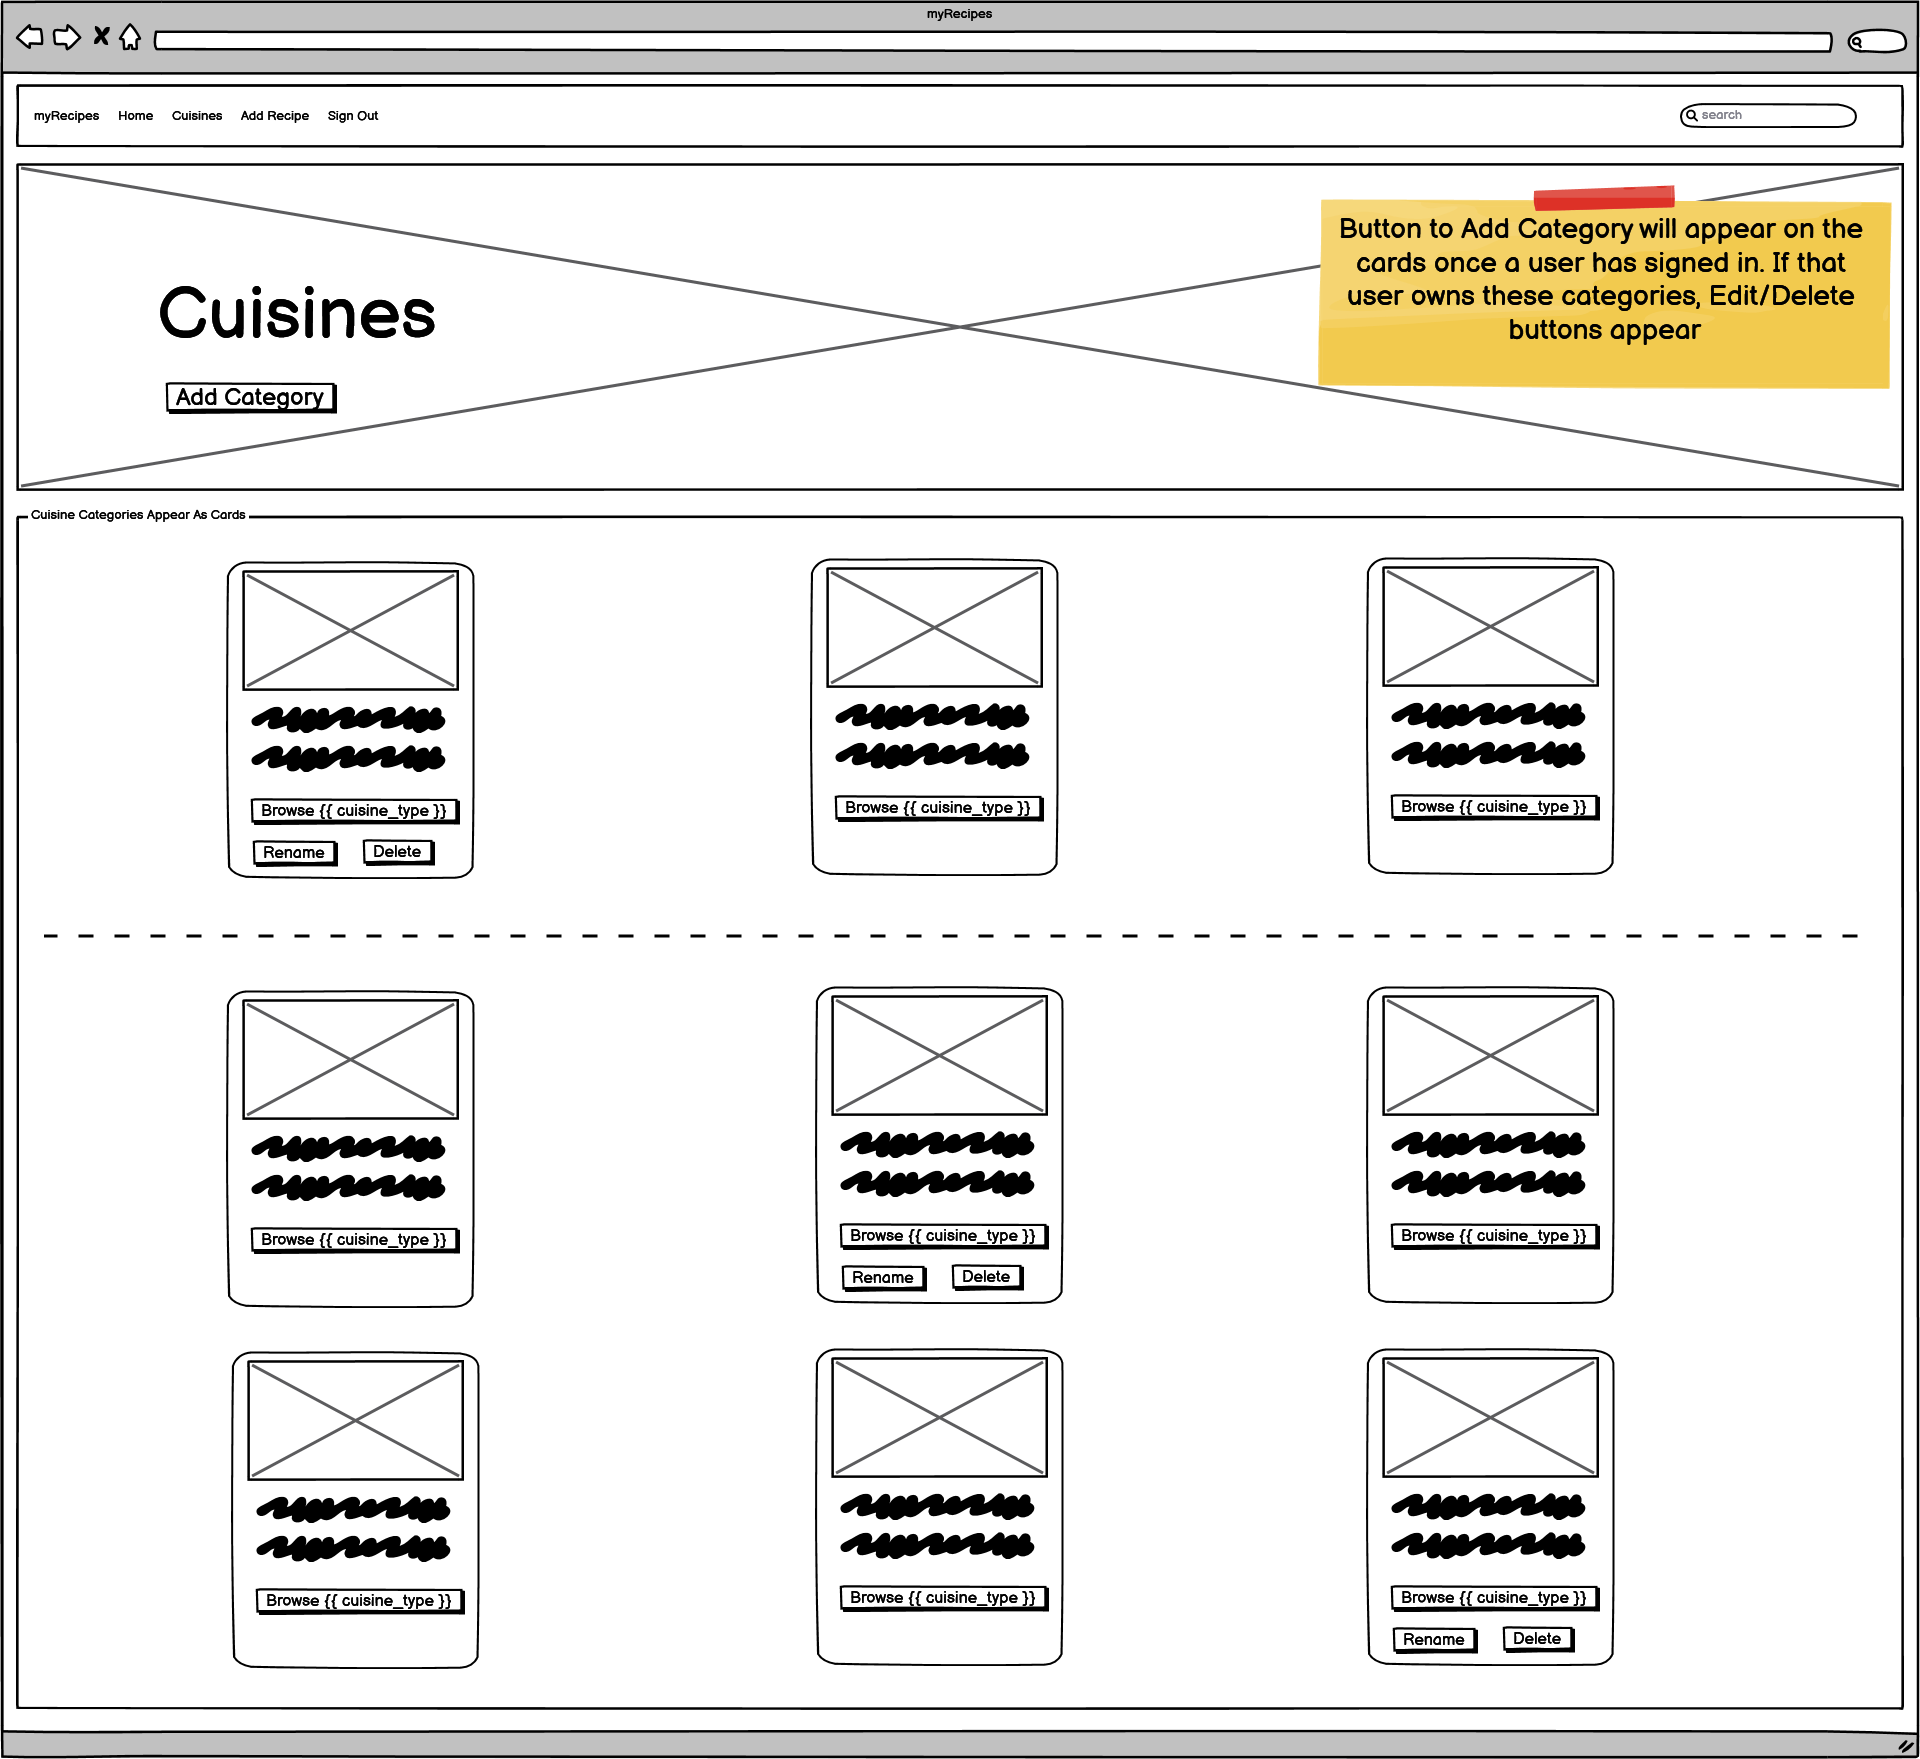 myRecipes
myRecipes Home Cuisines Add Recipe Sign Out search
Button to Add Category will appear on the
cards once a user has signed in. If that
user owns these categories, Edit/Delete
buttons appear
Cuisines
Add Category
Cuisine Categories Appear As Cards
Browse {{ cuisine_type }} Browse {{ cuisine_type }} Browse {{ cuisine_type }}
Rename Delete
Browse {{ cuisine_type }} Browse {{ cuisine_type }} Browse {{ cuisine_type }}
Rename Delete
Browse {{ cuisine_type }} Browse {{ cuisine_type }} Browse {{ cuisine_type }}
Rename Delete